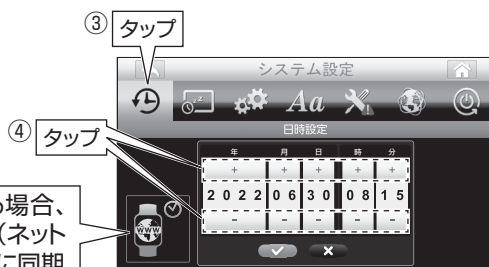 ③ タップ
システム設定
Aa
日時設定
④ タップ
年 月 日 時 分
+ + + + +
2022 06 30 08 15
- - - - -
る場合、
(ネット
に同期
www